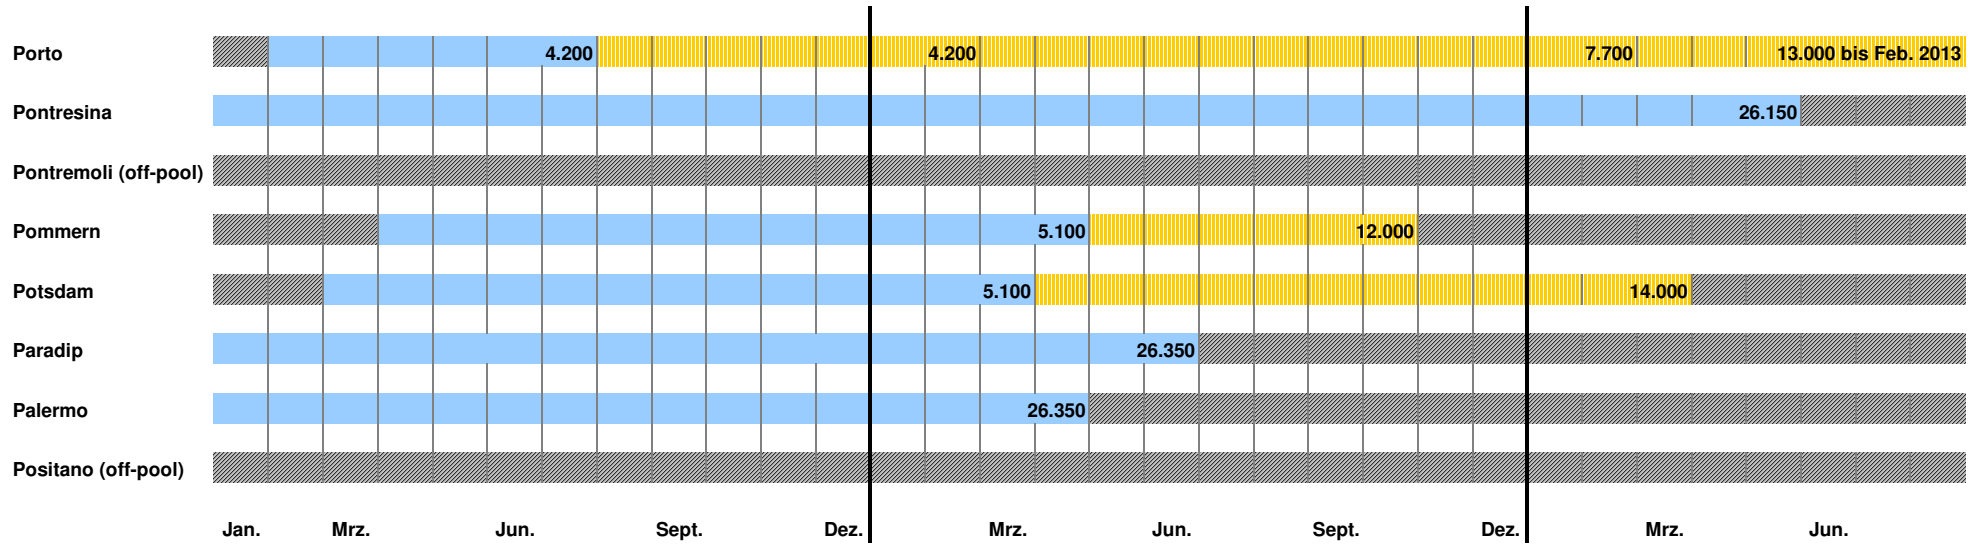 Porto 4.200 4.200 7.700 13.000 bis Feb. 2013
Pontresina 26.150
Pontremoli (off-pool)
Pommern 5.100 12.000
Potsdam 5.100 14.000
Paradip 26.350
Palermo 26.350
Positano (off-pool)
Jan. Mrz. Jun. Sept. Dez. Mrz. Jun. Sept. Dez. Mrz. Jun.